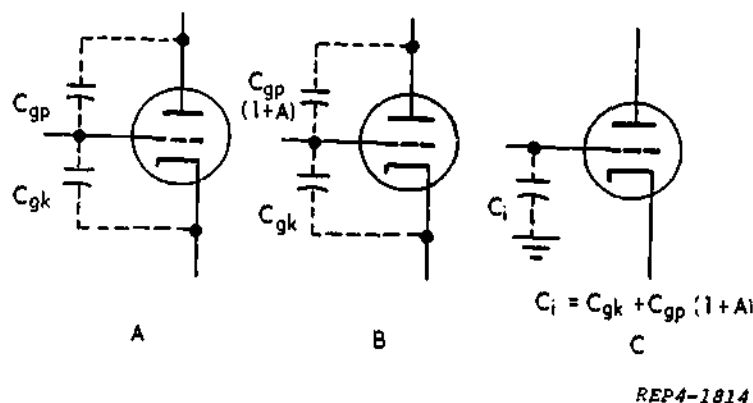 Cgp
Cgk
A
Cgp
(1+A)
Cgk
B
Ci
Ci = Cgk + Cgp (1+A)
C
REP4-1814